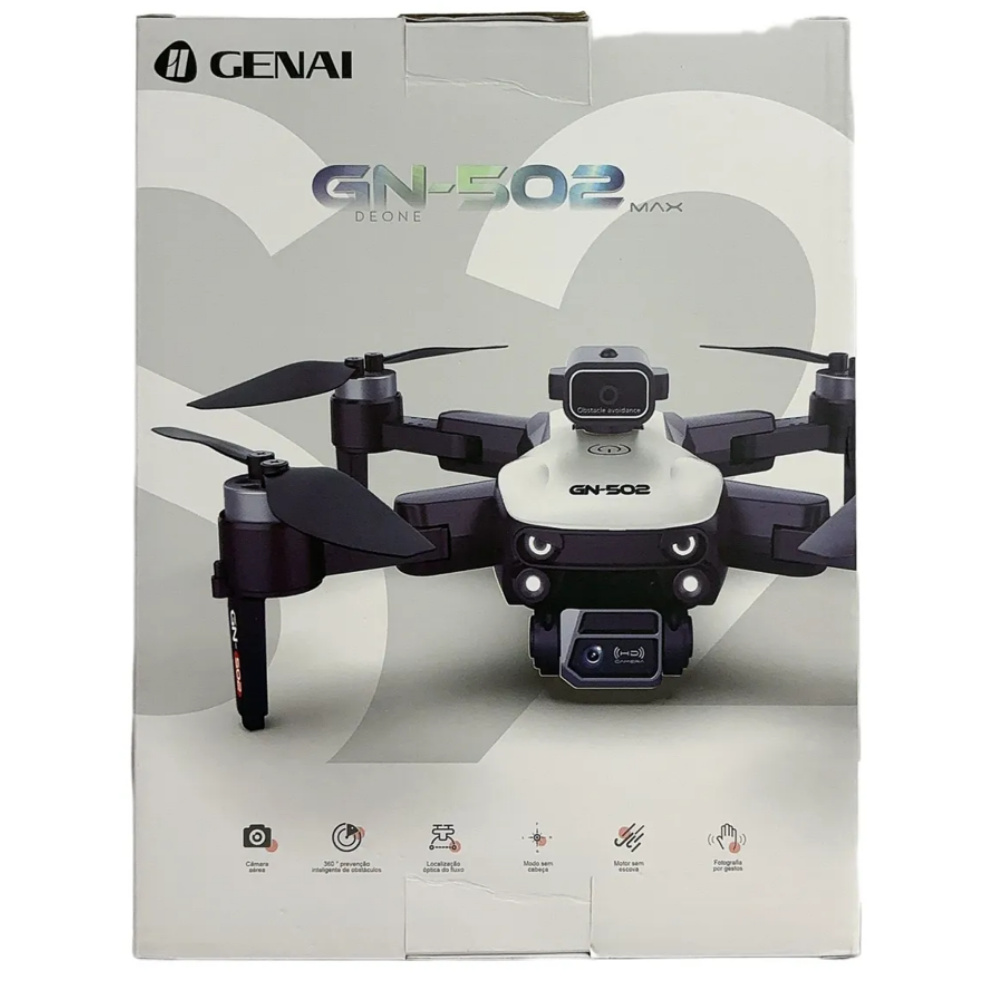 GENAI
GN-502
DEONE
MAX
Obstacle avoidance
GN-502
GN-502
HD
CAMERA
Câmara
aérea
360 ° prevenção
inteligente de obstáculos
Localização
óptica do fluxo
Modo sem
cabeça
Motor sem
escova
Fotografia
por gestos